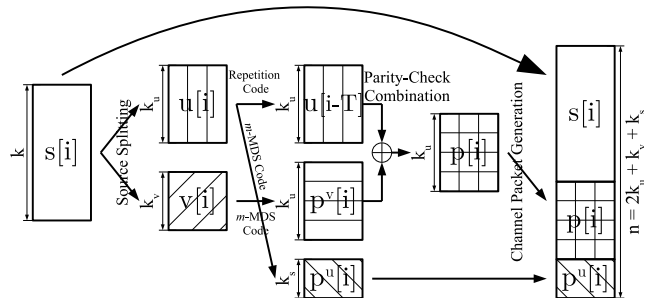 k
s[i]
Source Splitting
k_u
u[i]
k_v
v[i]
Repetition
Code
m-MDS Code
m-MDS
Code
k_u
u[i-T]
k_u
p^v[i]
k_s
p^u[i]
Parity-Check
Combination
k_u
p[i]
Channel Packet Generation
s[i]
p[i]
p^u[i]
n = 2k_u + k_v + k_s